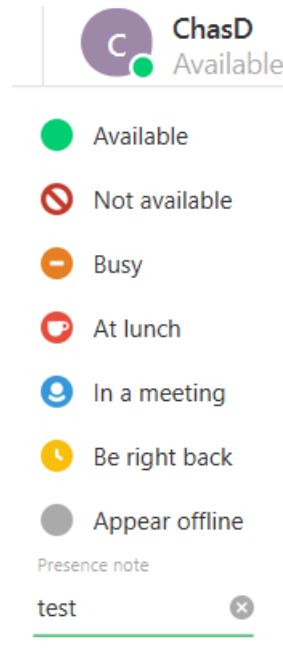 C
ChasD
Available
Available
Not available
Busy
At lunch
In a meeting
Be right back
Appear offline
Presence note
test